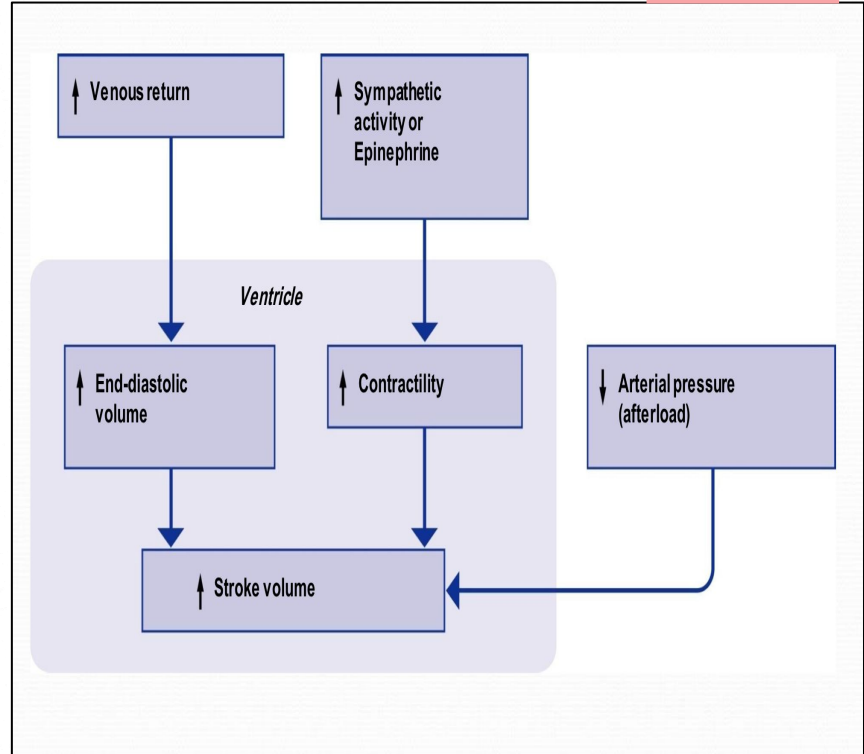 ↑ Venous return
↑ Sympathetic
activity or
Epinephrine
Ventricle
↑ End-diastolic
volume
↑ Contractility
↓ Arterial pressure
(afterload)
↑ Stroke volume